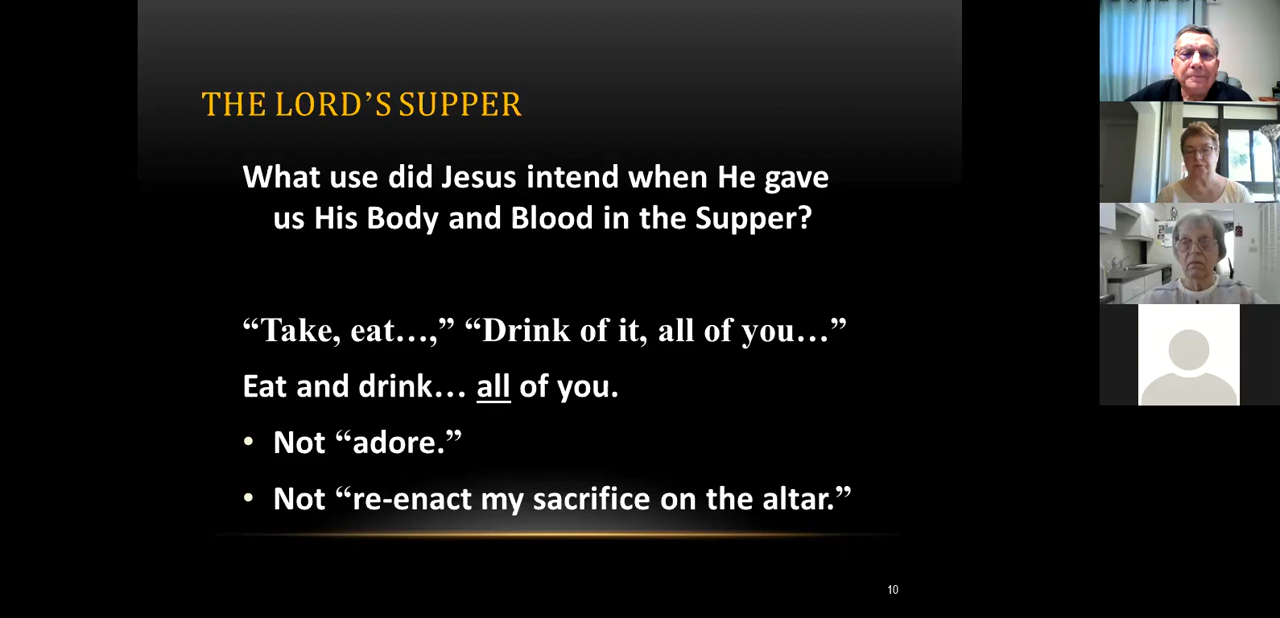 THE LORD’S SUPPER
What use did Jesus intend when He gave
us His Body and Blood in the Supper?
“Take, eat…,” “Drink of it, all of you…”
Eat and drink… all of you.
• Not “adore.”
• Not “re-enact my sacrifice on the altar.”
10